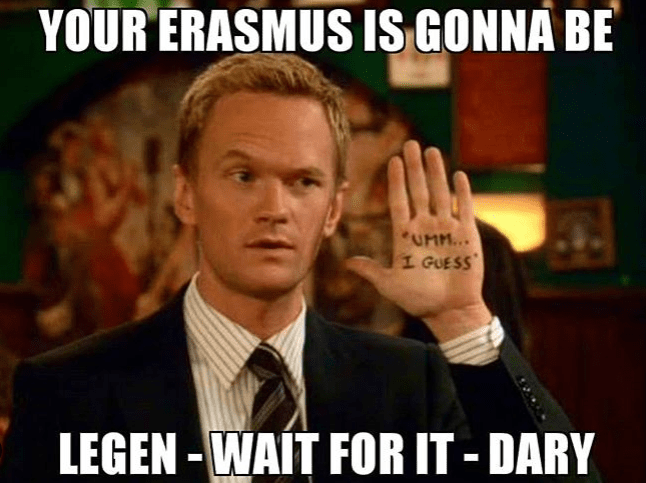 YOUR ERASMUS IS GONNA BE
"UMM...
I GUESS"
LEGEN - WAIT FOR IT - DARY